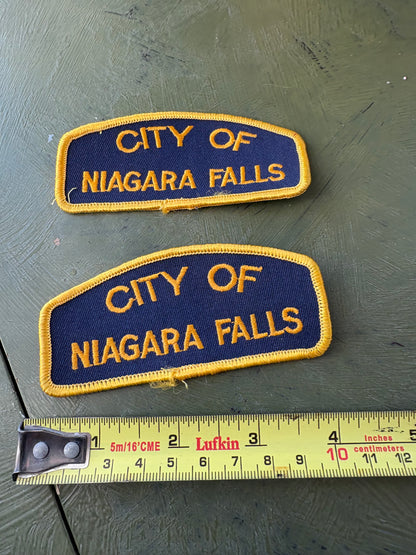 CITY OF
NIAGARA FALLS
CITY OF
NIAGARA FALLS
1 2 3 4 5
5m/16'CME Lufkin Inches
centimeters
3 4 5 6 7 8 9 10 11 12